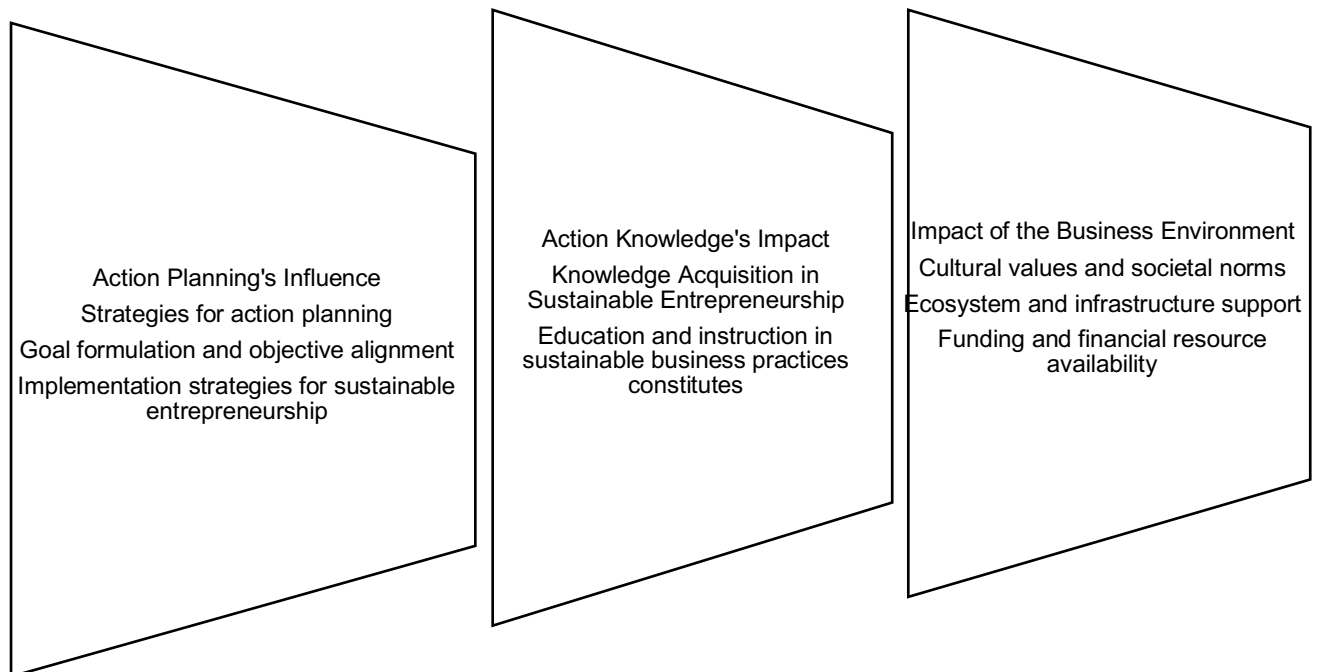 Action Planning's Influence
Strategies for action planning
Goal formulation and objective alignment
Implementation strategies for sustainable
entrepreneurship
Action Knowledge's Impact
Knowledge Acquisition in
Sustainable Entrepreneurship
Education and instruction in
sustainable business practices
constitutes
Impact of the Business Environment
Cultural values and societal norms
Ecosystem and infrastructure support
Funding and financial resource
availability